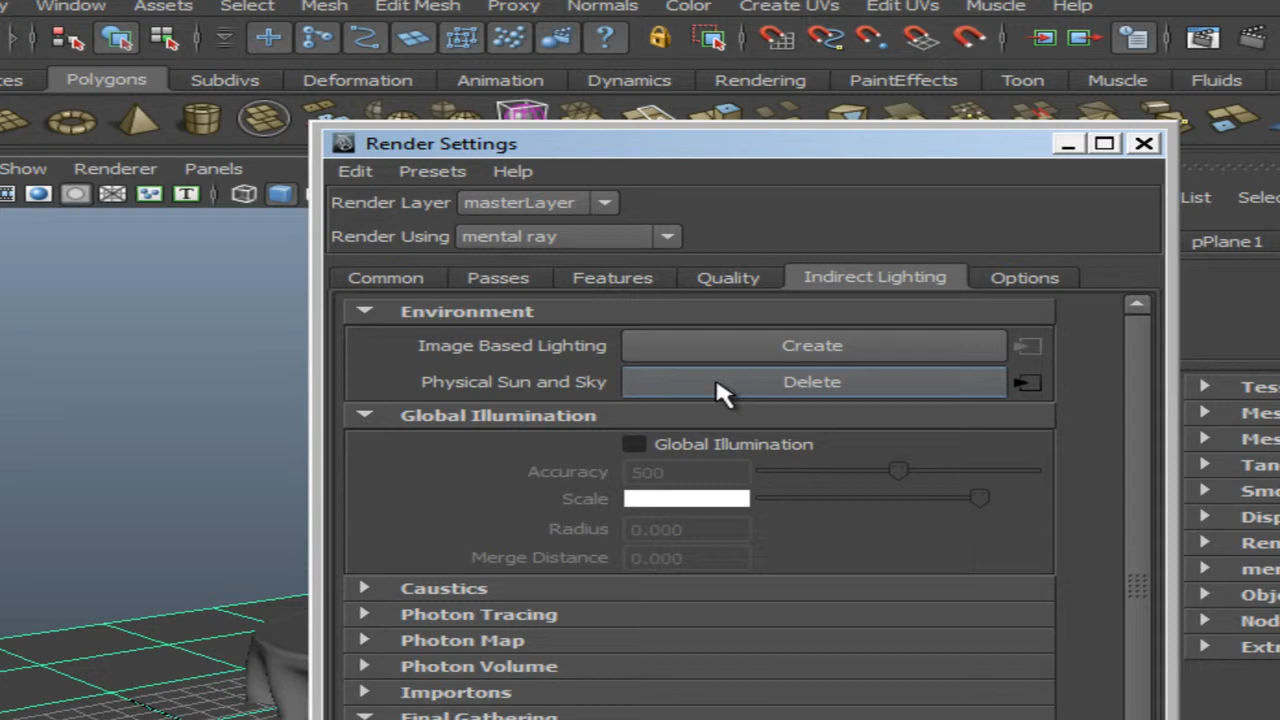 Window Assets Select Mesh Edit Mesh Proxy Normals Color Create UVs Edit UVs Muscle Help
Polygons Subdivs Deformation Animation Dynamics Rendering PaintEffects Toon Muscle Fluids
Render Settings
Show Renderer Panels
Edit Presets Help
Render Layer masterLayer
List
Render Using mental ray
pPlane1
Common Passes Features Quality Indirect Lighting Options
Environment
Image Based Lighting Create
Physical Sun and Sky Delete
Global Illumination
Global Illumination
Accuracy 500
Scale
Radius 0.000
Merge Distance 0.000
Caustics
Photon Tracing
Photon Map
Photon Volume
Importons
Final Gathering